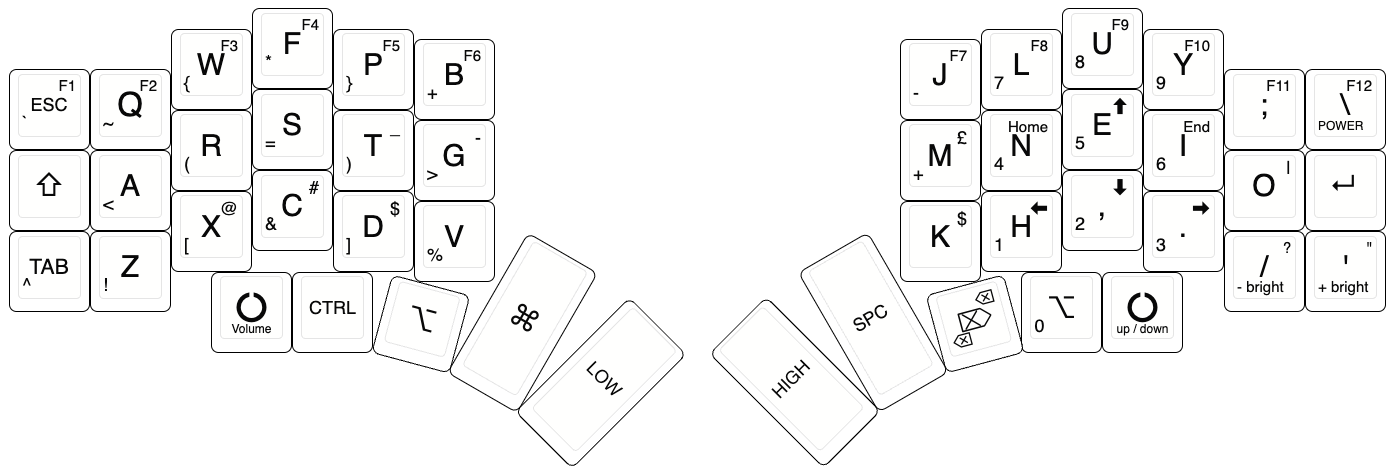 F1
ESC
`
F2
Q
~
F3
W
{
F4
F
*
F5
P
}
F6
B
+
F7
J
-
F8
L
7
F9
U
8
F10
Y
9
F11
;
F12
\
POWER
⇧
A
<
R
(
S
=
_
T
)
-
G
>
£
M
+
Home
N
4
⬆
E
5
End
I
6
|
O
↵
TAB
^
Z
!
@
X
[
#
C
&
$
D
]
V
%
$
K
⬅
H
1
⬇
,
2
➡
.
3
?
/
- bright
"
'
+ bright
Volume
CTRL
⌥
⌘
LOW
HIGH
SPC
⌫
⌥
0
up / down